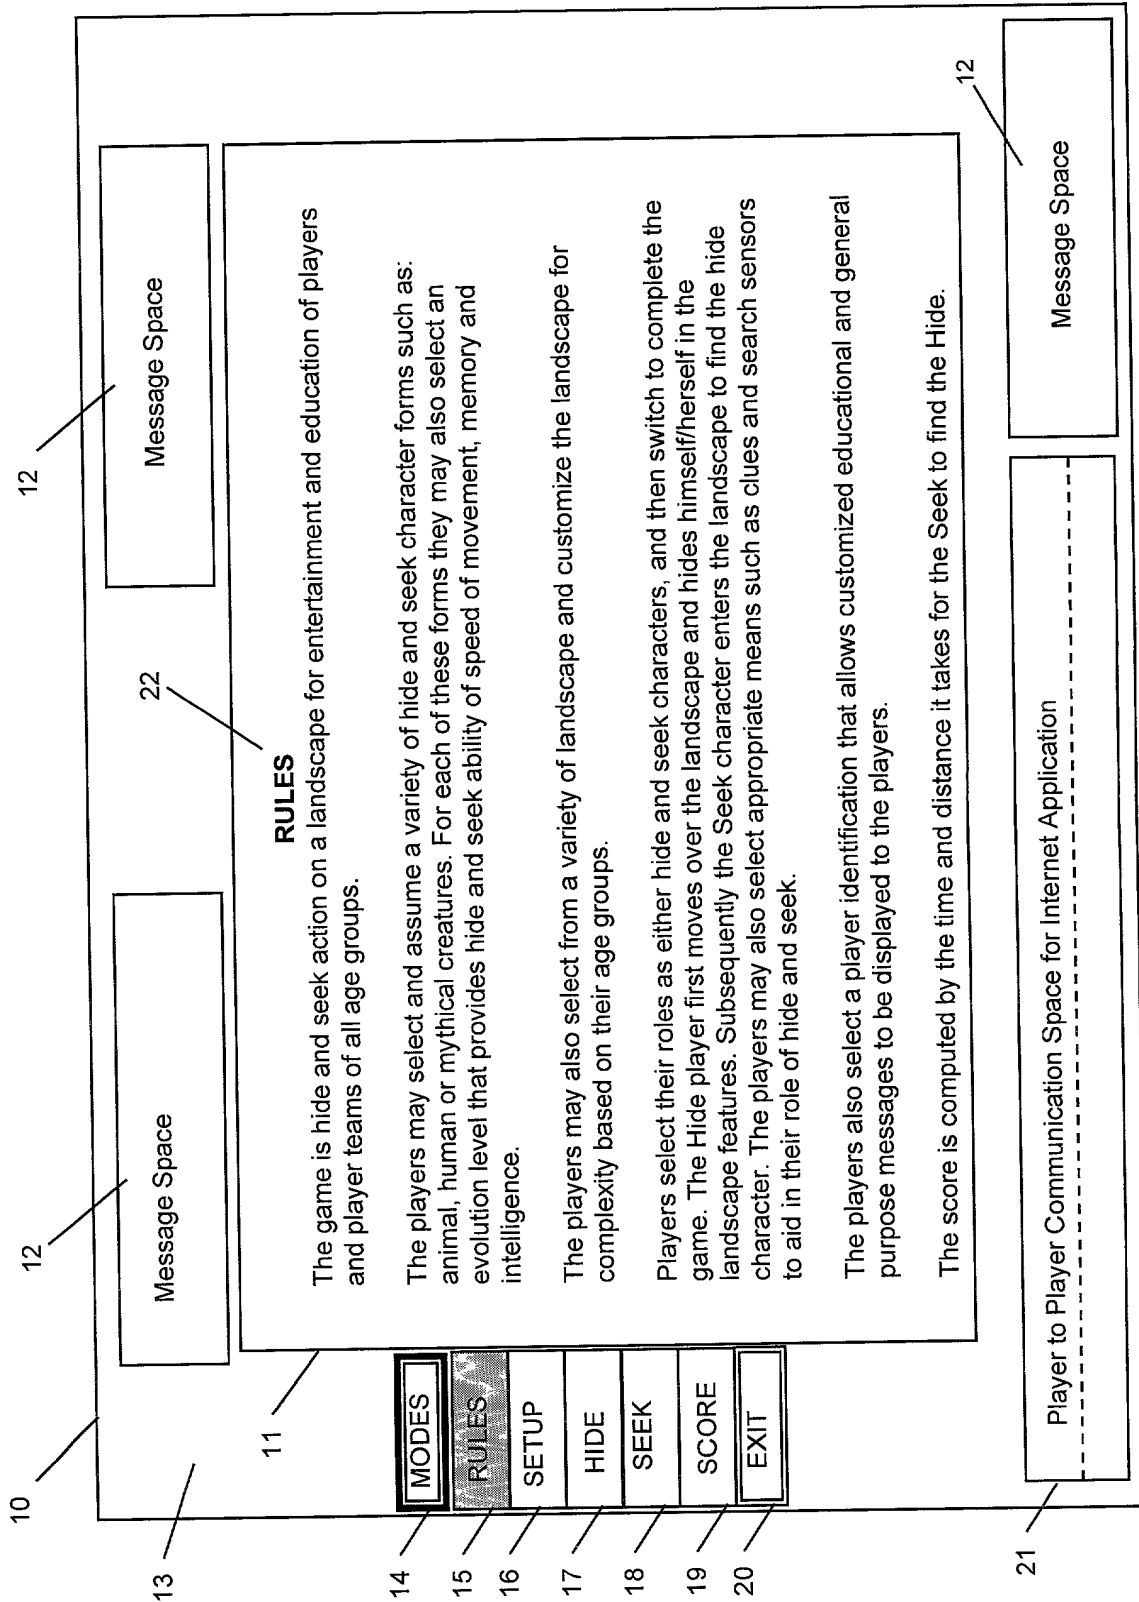 10
12
12
13
Message Space
Message Space
22
11
RULES
The game is hide and seek action on a landscape for entertainment and education of players
and player teams of all age groups.
The players may select and assume a variety of hide and seek character forms such as:
animal, human or mythical creatures. For each of these forms they may also select an
evolution level that provides hide and seek ability of speed of movement, memory and
intelligence.
The players may also select from a variety of landscape and customize the landscape for
complexity based on their age groups.
Players select their roles as either hide and seek characters, and then switch to complete the
game. The Hide player first moves over the landscape and hides himself/herself in the
landscape features. Subsequently the Seek character enters the landscape to find the hide
character. The players may also select appropriate means such as clues and search sensors
to aid in their role of hide and seek.
The players also select a player identification that allows customized educational and general
purpose messages to be displayed to the players.
The score is computed by the time and distance it takes for the Seek to find the Hide.
14
MODES
15
RULES
16
SETUP
17
HIDE
18
SEEK
19
SCORE
20
EXIT
12
21
Player to Player Communication Space for Internet Application
Message Space